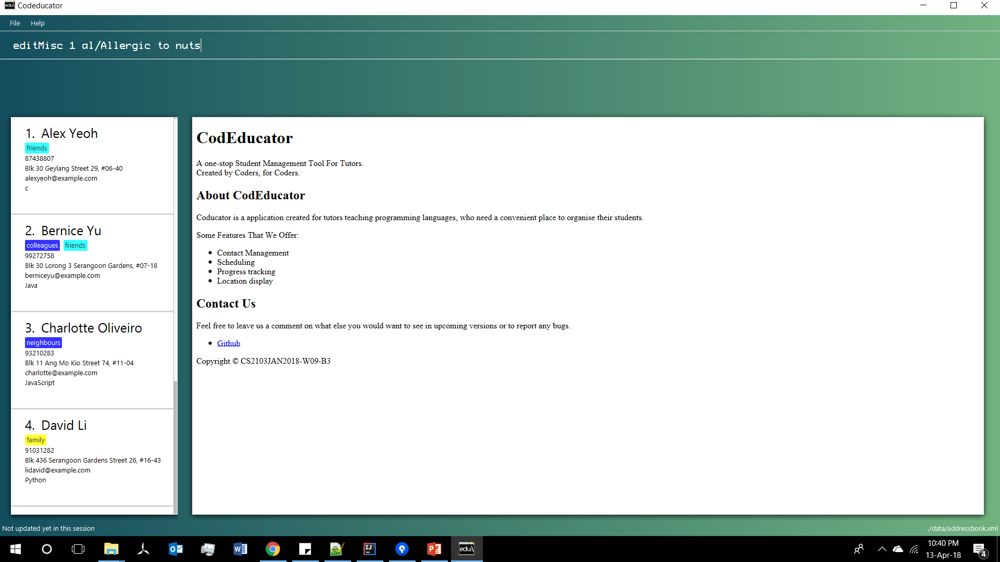 Codeducator
File Help
editMisc 1 al/Allergic to nuts
1. Alex Yeoh
friends
87438807
Blk 30 Geylang Street 29, #06-40
alexyeoh@example.com
c
2. Bernice Yu
colleagues friends
99272758
Blk 30 Lorong 3 Serangoon Gardens, #07-18
berniceyu@example.com
Java
3. Charlotte Oliveiro
neighbours
93210283
Blk 11 Ang Mo Kio Street 74, #11-04
charlotte@example.com
JavaScript
4. David Li
family
91031282
Blk 436 Serangoon Gardens Street 26, #16-43
lidavid@example.com
Python
CodEducator
A one-stop Student Management Tool For Tutors.
Created by Coders, for Coders.
About CodEducator
Coducator is a application created for tutors teaching programming languages, who need a convenient place to organise their students.
Some Features That We Offer:
• Contact Management
• Scheduling
• Progress tracking
• Location display
Contact Us
Feel free to leave us a comment on what else you would want to see in upcoming versions or to report any bugs.
• Github
Copyright © CS2103JAN2018-W09-B3
Not updated yet in this session
./data/addressbook.xml
edu\
10:40 PM
13-Apr-18
4